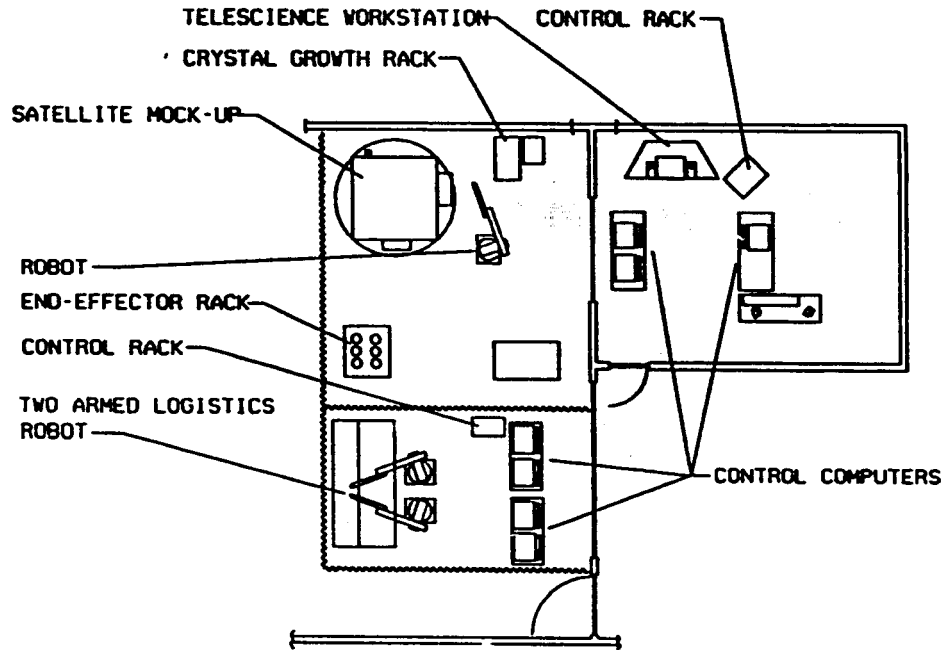 TELESCIENCE WORKSTATION
CONTROL RACK
CRYSTAL GROWTH RACK
SATELLITE MOCK-UP
ROBOT
END-EFFECTOR RACK
CONTROL RACK
TWO ARMED LOGISTICS
ROBOT
CONTROL COMPUTERS